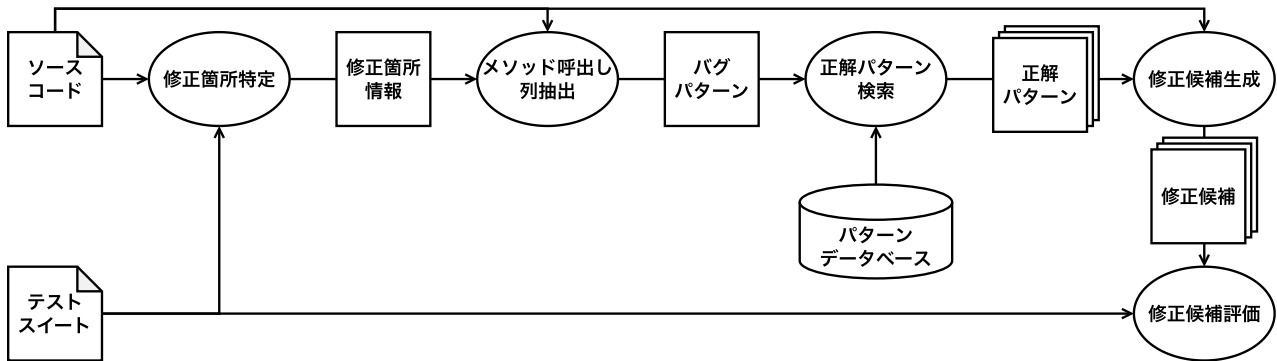 ソース
コード
修正箇所特定
修正箇所
情報
メソッド呼出し
列抽出
バグ
パターン
正解パターン
検索
正解
パターン
修正候補生成
修正候補
パターン
データベース
テスト
スイート
修正候補評価